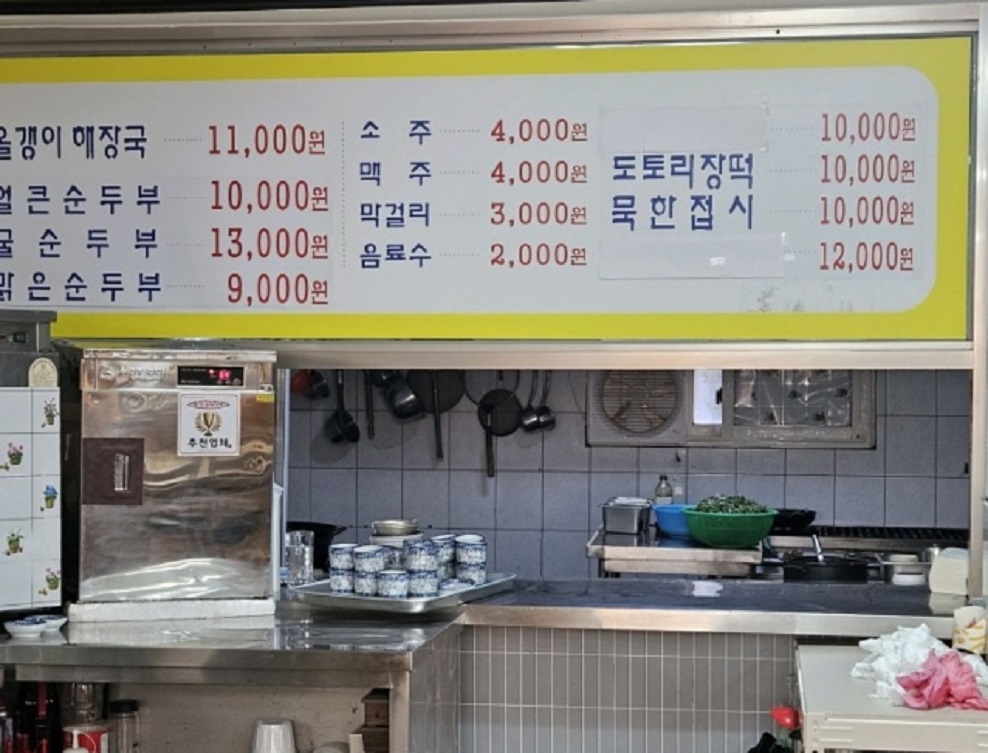 올갱이 해장국 11,000원
얼큰순두부 10,000원
굴순두부 13,000원
맑은순두부 9,000원
소주 4,000원
맥주 4,000원
막걸리 3,000원
음료수 2,000원
10,000원
도토리장떡 10,000원
묵한접시 10,000원
12,000원
추천업체